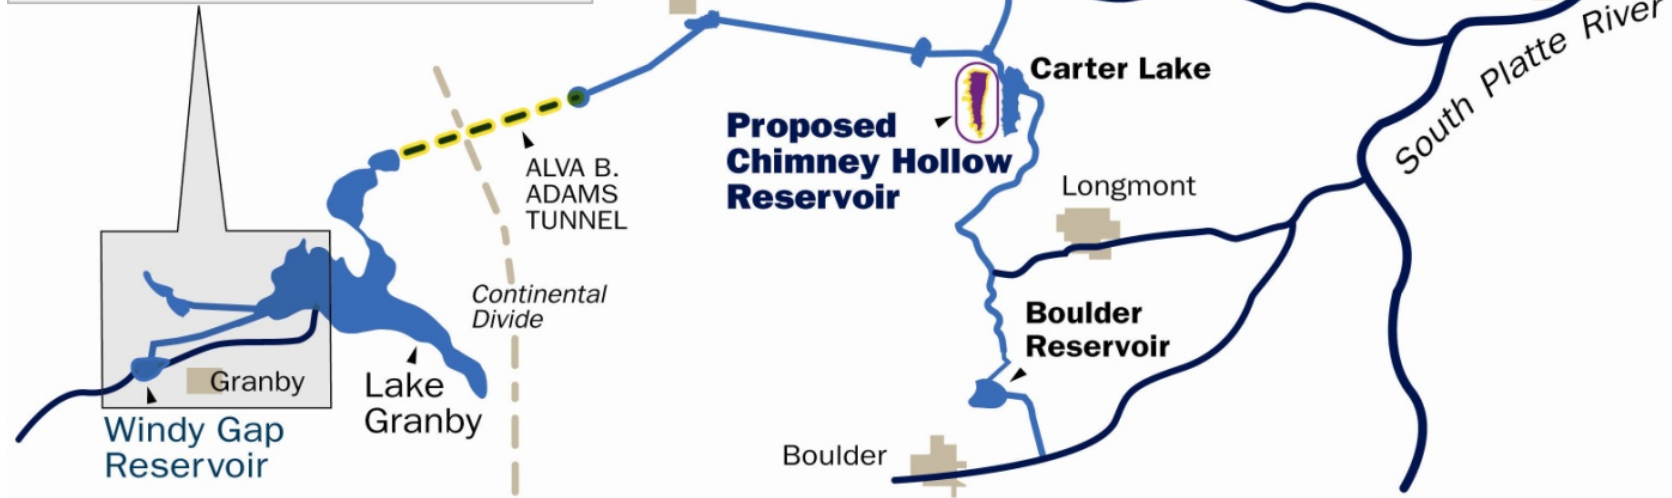 South Platte River
Carter Lake
Proposed
Chimney Hollow
Reservoir
ALVA B.
ADAMS
TUNNEL
Longmont
Continental
Divide
Boulder
Reservoir
Granby
Lake
Granby
Windy Gap
Reservoir
Boulder